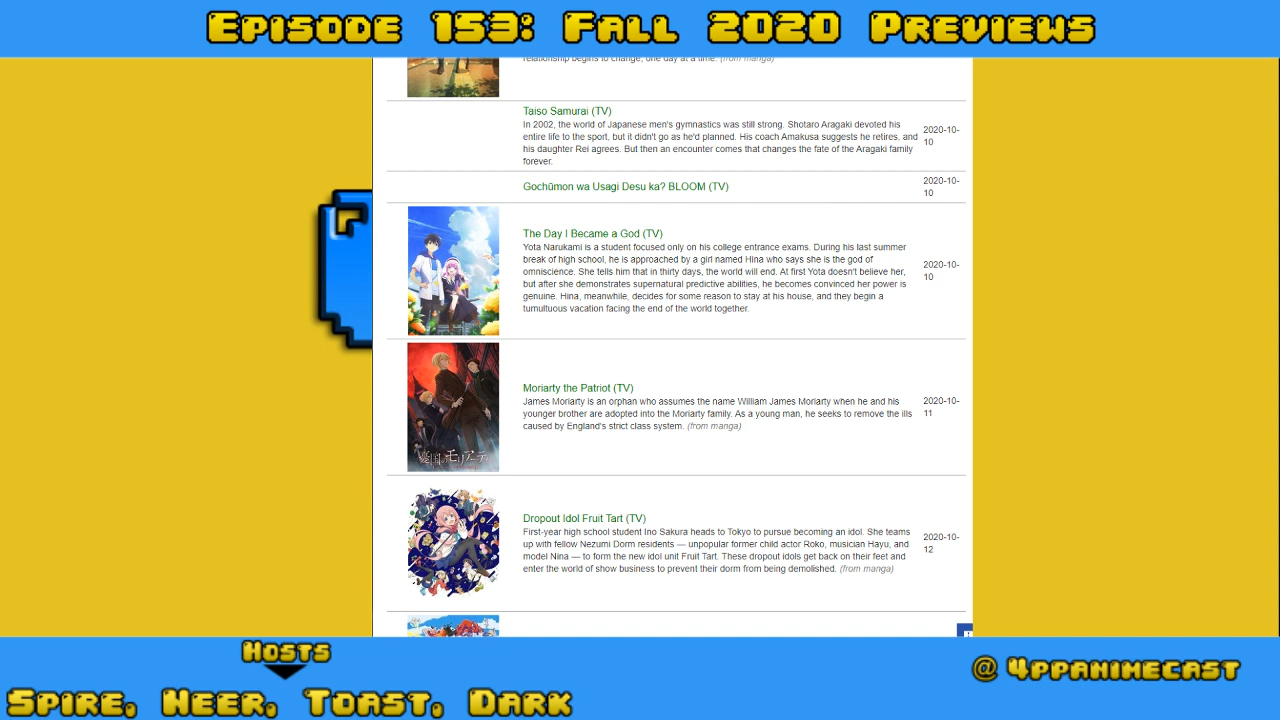 Episode 153: Fall 2020 Previews
relationship begins to change, one day at a time. (from manga)
Taiso Samurai (TV)
In 2002, the world of Japanese men's gymnastics was still strong. Shotaro Aragaki devoted his
entire life to the sport, but it didn't go as he'd planned. His coach Amakusa suggests he retires, and
his daughter Rei agrees. But then an encounter comes that changes the fate of the Aragaki family
forever.
2020-10-
10
Gochūmon wa Usagi Desu ka? BLOOM (TV)
2020-10-
10
The Day I Became a God (TV)
Yota Narukami is a student focused only on his college entrance exams. During his last summer
break of high school, he is approached by a girl named Hina who says she is the god of
omniscience. She tells him that in thirty days, the world will end. At first Yota doesn't believe her,
but after she demonstrates supernatural predictive abilities, he becomes convinced her power is
genuine. Hina, meanwhile, decides for some reason to stay at his house, and they begin a
tumultuous vacation facing the end of the world together.
2020-10-
10
憂国のモリアーティ
Moriarty the Patriot (TV)
James Moriarty is an orphan who assumes the name William James Moriarty when he and his
younger brother are adopted into the Moriarty family. As a young man, he seeks to remove the ills
caused by England's strict class system. (from manga)
2020-10-
11
Dropout Idol Fruit Tart (TV)
First-year high school student Ino Sakura heads to Tokyo to pursue becoming an idol. She teams
up with fellow Nezumi Dorm residents — unpopular former child actor Roko, musician Hayu, and
model Nina — to form the new idol unit Fruit Tart. These dropout idols get back on their feet and
enter the world of show business to prevent their dorm from being demolished. (from manga)
2020-10-
12
Hosts
Spire, Neer, Toast, Dark
@ 4ppanimecast